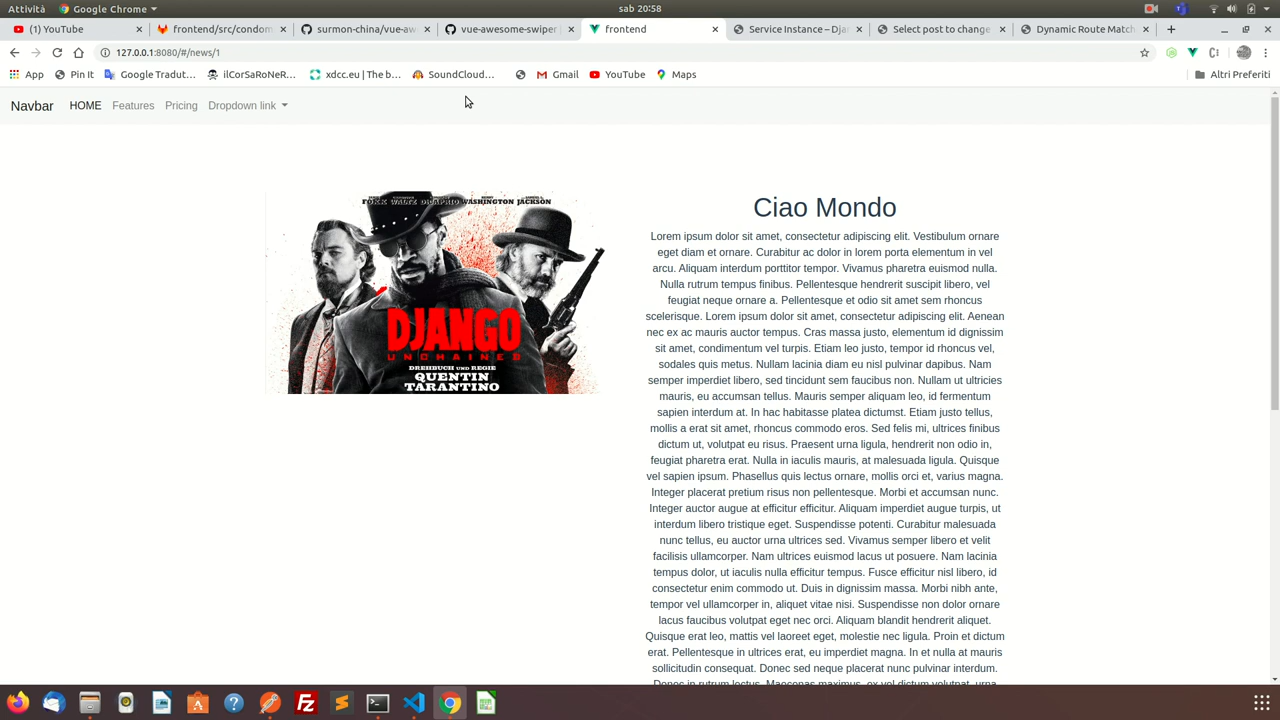 Attività
Google Chrome
sab 20:58
(1) YouTube
frontend/src/condom
surmon-china/vue-aw
vue-awesome-swiper |
frontend
Service Instance – Dja
Select post to change
Dynamic Route Match
127.0.0.1:8080/#/news/1
App
Pin It
Google Tradut…
ilCorSaRoNeR…
xdcc.eu | The b…
SoundCloud…
Gmail
YouTube
Maps
Altri Preferiti
Navbar
HOME
Features
Pricing
Dropdown link
FOXX WALTZ DICAPRIO WASHINGTON JACKSON
DJANGO
UNCHAINED
DREHBUCH UND REGIE
QUENTIN
TARANTINO
Ciao Mondo
Lorem ipsum dolor sit amet, consectetur adipiscing elit. Vestibulum ornare
eget diam et ornare. Curabitur ac dolor in lorem porta elementum in vel
arcu. Aliquam interdum porttitor tempor. Vivamus pharetra euismod nulla.
Nulla rutrum tempus finibus. Pellentesque hendrerit suscipit libero, vel
feugiat neque ornare a. Pellentesque et odio sit amet sem rhoncus
scelerisque. Lorem ipsum dolor sit amet, consectetur adipiscing elit. Aenean
nec ex ac mauris auctor tempus. Cras massa justo, elementum id dignissim
sit amet, condimentum vel turpis. Etiam leo justo, tempor id rhoncus vel,
sodales quis metus. Nullam lacinia diam eu nisl pulvinar dapibus. Nam
semper imperdiet libero, sed tincidunt sem faucibus non. Nullam ut ultricies
mauris, eu accumsan tellus. Mauris semper aliquam leo, id fermentum
sapien interdum at. In hac habitasse platea dictumst. Etiam justo tellus,
mollis a erat sit amet, rhoncus commodo eros. Sed felis mi, ultrices finibus
dictum ut, volutpat eu risus. Praesent urna ligula, hendrerit non odio in,
feugiat pharetra erat. Nulla in iaculis mauris, at malesuada ligula. Quisque
vel sapien ipsum. Phasellus quis lectus ornare, mollis orci et, varius magna.
Integer placerat pretium risus non pellentesque. Morbi et accumsan nunc.
Integer auctor augue at efficitur efficitur. Aliquam imperdiet augue turpis, ut
interdum libero tristique eget. Suspendisse potenti. Curabitur malesuada
nunc tellus, eu auctor urna ultrices sed. Vivamus semper libero et velit
facilisis ullamcorper. Nam ultrices euismod lacus ut posuere. Nam lacinia
tempus dolor, ut iaculis nulla efficitur tempus. Fusce efficitur nisl libero, id
consectetur enim commodo ut. Duis in dignissim massa. Morbi nibh ante,
tempor vel ullamcorper in, aliquet vitae nisi. Suspendisse non dolor ornare
lacus faucibus volutpat eget nec orci. Aliquam blandit hendrerit aliquet.
Quisque erat leo, mattis vel laoreet eget, molestie nec ligula. Proin et dictum
erat. Pellentesque in ultrices erat, eu imperdiet magna. In et nulla at mauris
sollicitudin consequat. Donec sed neque placerat nunc pulvinar interdum.
Donec in rutrum lectus. Maecenas maximus, ex vel dictum volutpat, urna